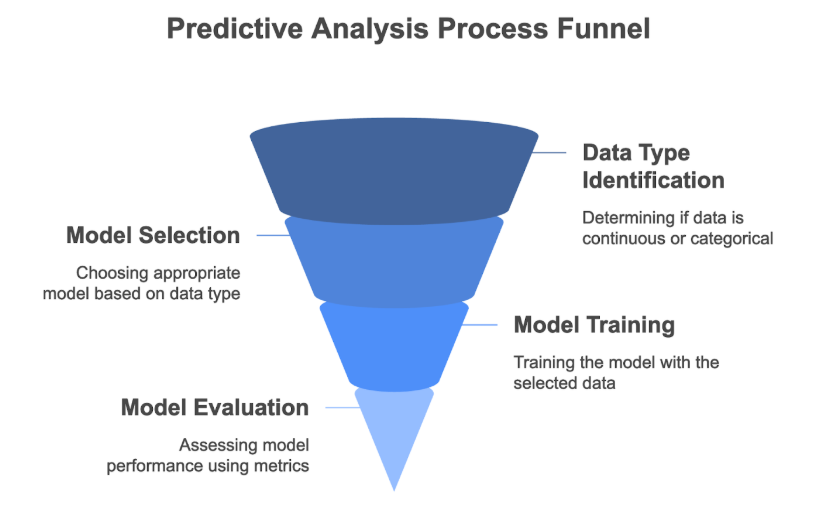 Predictive Analysis Process Funnel
Data Type
Identification
Determining if data is
continuous or categorical
Model Selection
Choosing appropriate
model based on data type
Model Training
Training the model with the
selected data
Model Evaluation
Assessing model
performance using metrics